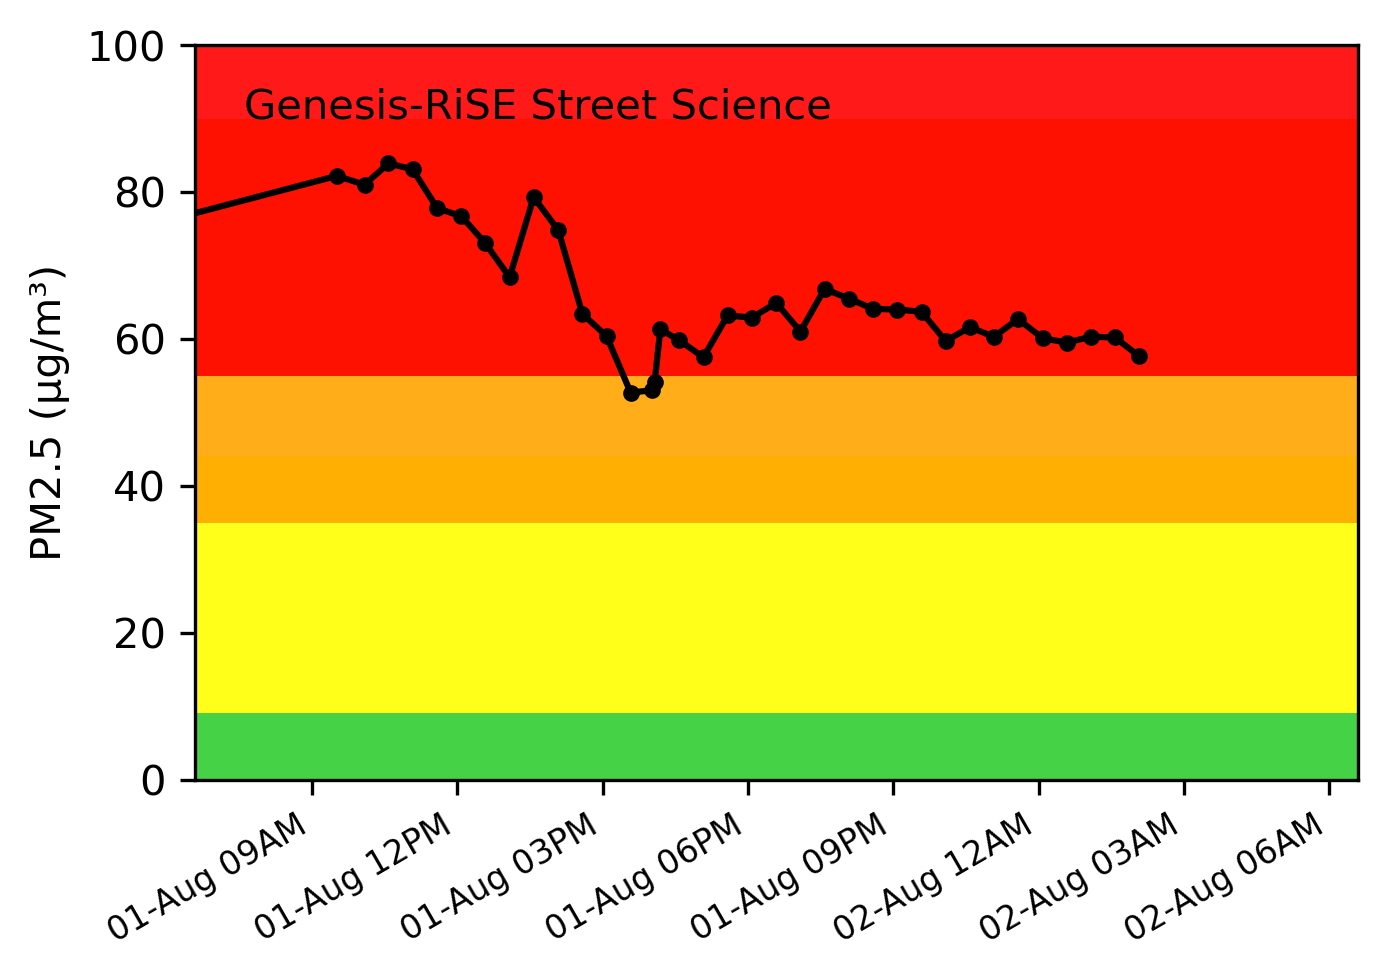 Genesis-RiSE Street Science
PM2.5 (µg/m³)
100
80
60
40
20
0
01-Aug 09AM
01-Aug 12PM
01-Aug 03PM
01-Aug 06PM
01-Aug 09PM
02-Aug 12AM
02-Aug 03AM
02-Aug 06AM